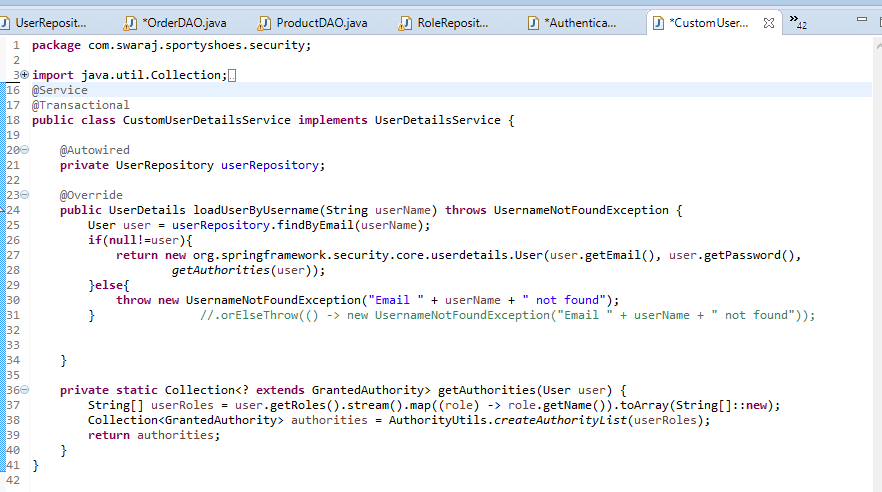 UserReposit... *OrderDAO.java ProductDAO.java RoleReposit... *Authentica... *CustomUser... »42
1 package com.swaraj.sportyshoes.security;
2
3 import java.util.Collection;
16 @Service
17 @Transactional
18 public class CustomUserDetailsService implements UserDetailsService {
19
20 @Autowired
21 private UserRepository userRepository;
22
23 @Override
24 public UserDetails loadUserByUsername(String userName) throws UsernameNotFoundException {
25 User user = userRepository.findByEmail(userName);
26 if(null!=user){
27 return new org.springframework.security.core.userdetails.User(user.getEmail(), user.getPassword(),
28 getAuthorities(user));
29 }else{
30 throw new UsernameNotFoundException("Email " + userName + " not found");
31 } //.orElseThrow(() -> new UsernameNotFoundException("Email " + userName + " not found"));
32
33
34 }
35
36 private static Collection<? extends GrantedAuthority> getAuthorities(User user) {
37 String[] userRoles = user.getRoles().stream().map((role) -> role.getName()).toArray(String[]::new);
38 Collection<GrantedAuthority> authorities = AuthorityUtils.createAuthorityList(userRoles);
39 return authorities;
40 }
41 }
42